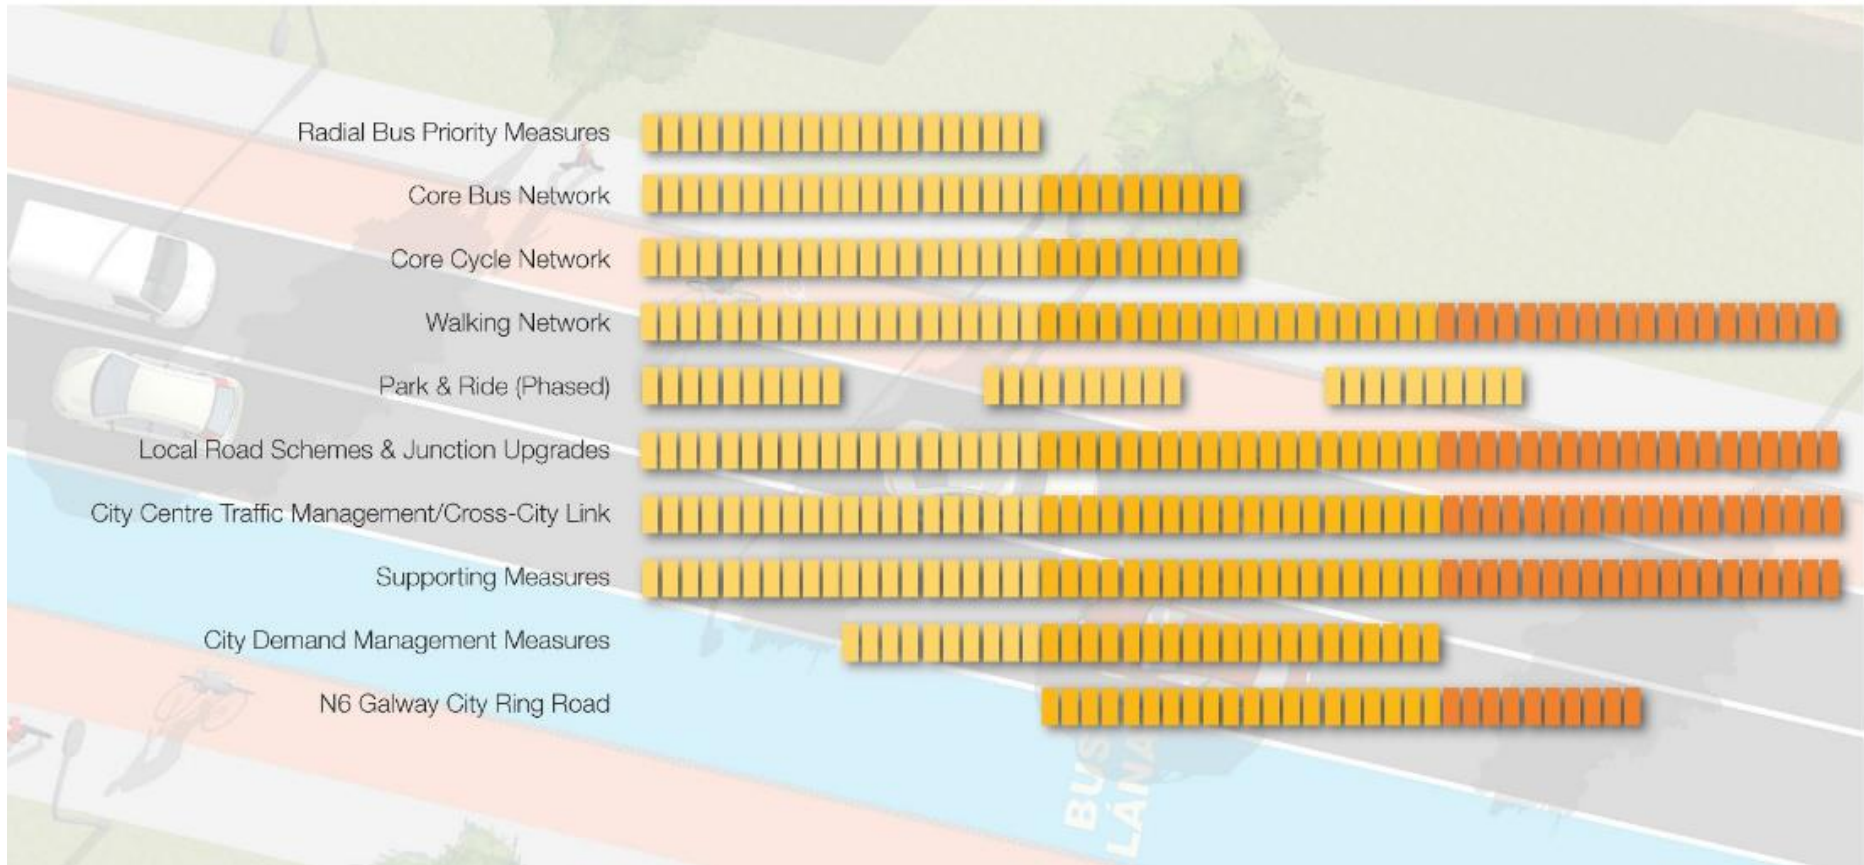 Radial Bus Priority Measures
Core Bus Network
Core Cycle Network
Walking Network
Park & Ride (Phased)
Local Road Schemes & Junction Upgrades
City Centre Traffic Management/Cross-City Link
Supporting Measures
City Demand Management Measures
N6 Galway City Ring Road
BUS
LÁNA